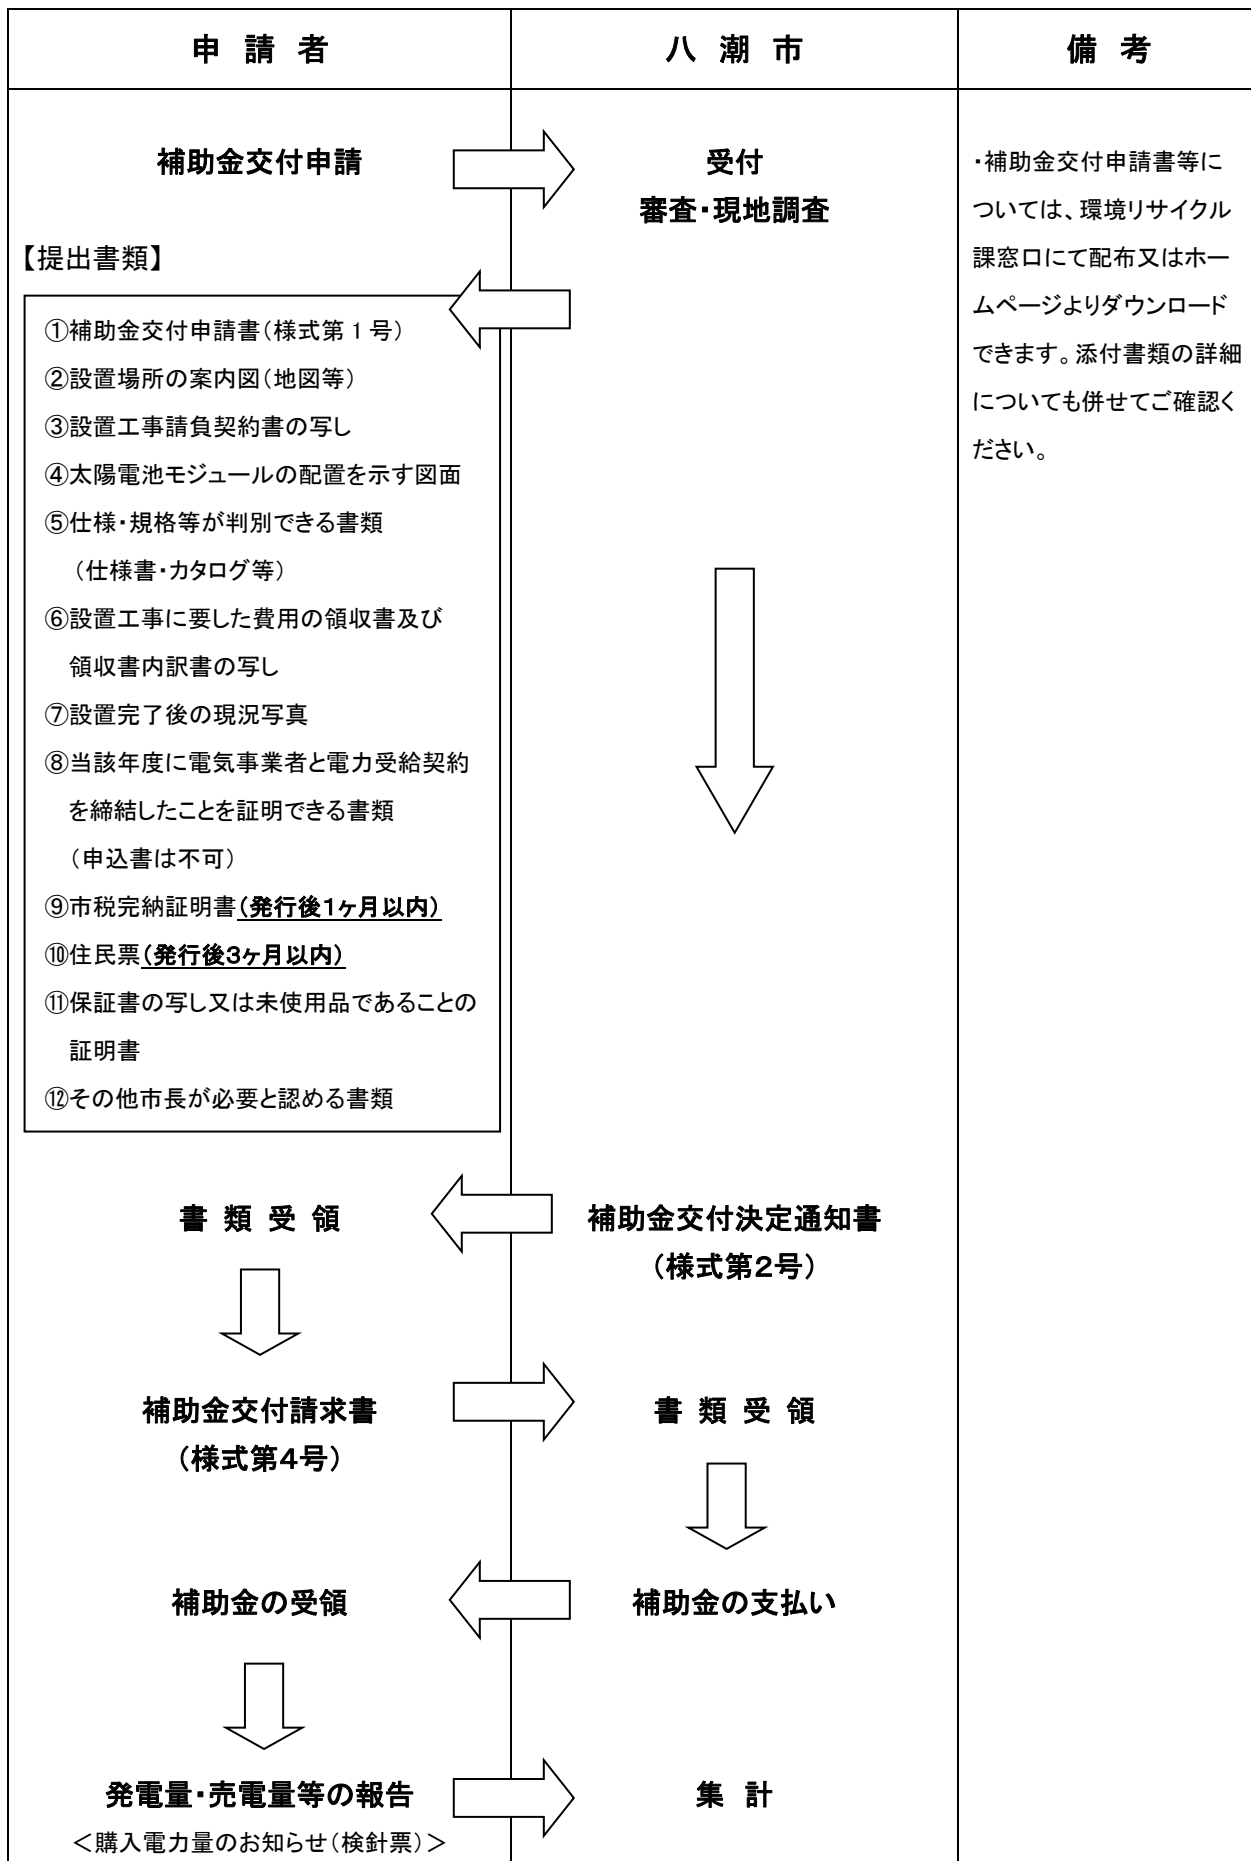 申 請 者
八 潮 市
備 考
補助金交付申請
受付
審査・現地調査
・補助金交付申請書等に
ついては、環境リサイクル
課窓口にて配布又はホー
ムページよりダウンロード
できます。添付書類の詳細
についても併せてご確認く
ださい。
【提出書類】
①補助金交付申請書（様式第１号）
②設置場所の案内図（地図等）
③設置工事請負契約書の写し
④太陽電池モジュールの配置を示す図面
⑤仕様・規格等が判別できる書類
（仕様書・カタログ等）
⑥設置工事に要した費用の領収書及び
領収書内訳書の写し
⑦設置完了後の現況写真
⑧当該年度に電気事業者と電力受給契約
を締結したことを証明できる書類
（申込書は不可）
⑨市税完納証明書（発行後１ヶ月以内）
⑩住民票（発行後３ヶ月以内）
⑪保証書の写し又は未使用品であることの
証明書
⑫その他市長が必要と認める書類
書 類 受 領
補助金交付決定通知書
（様式第２号）
補助金交付請求書
（様式第４号）
書 類 受 領
補助金の受領
補助金の支払い
発電量・売電量等の報告
集 計
＜購入電力量のお知らせ（検針票）＞